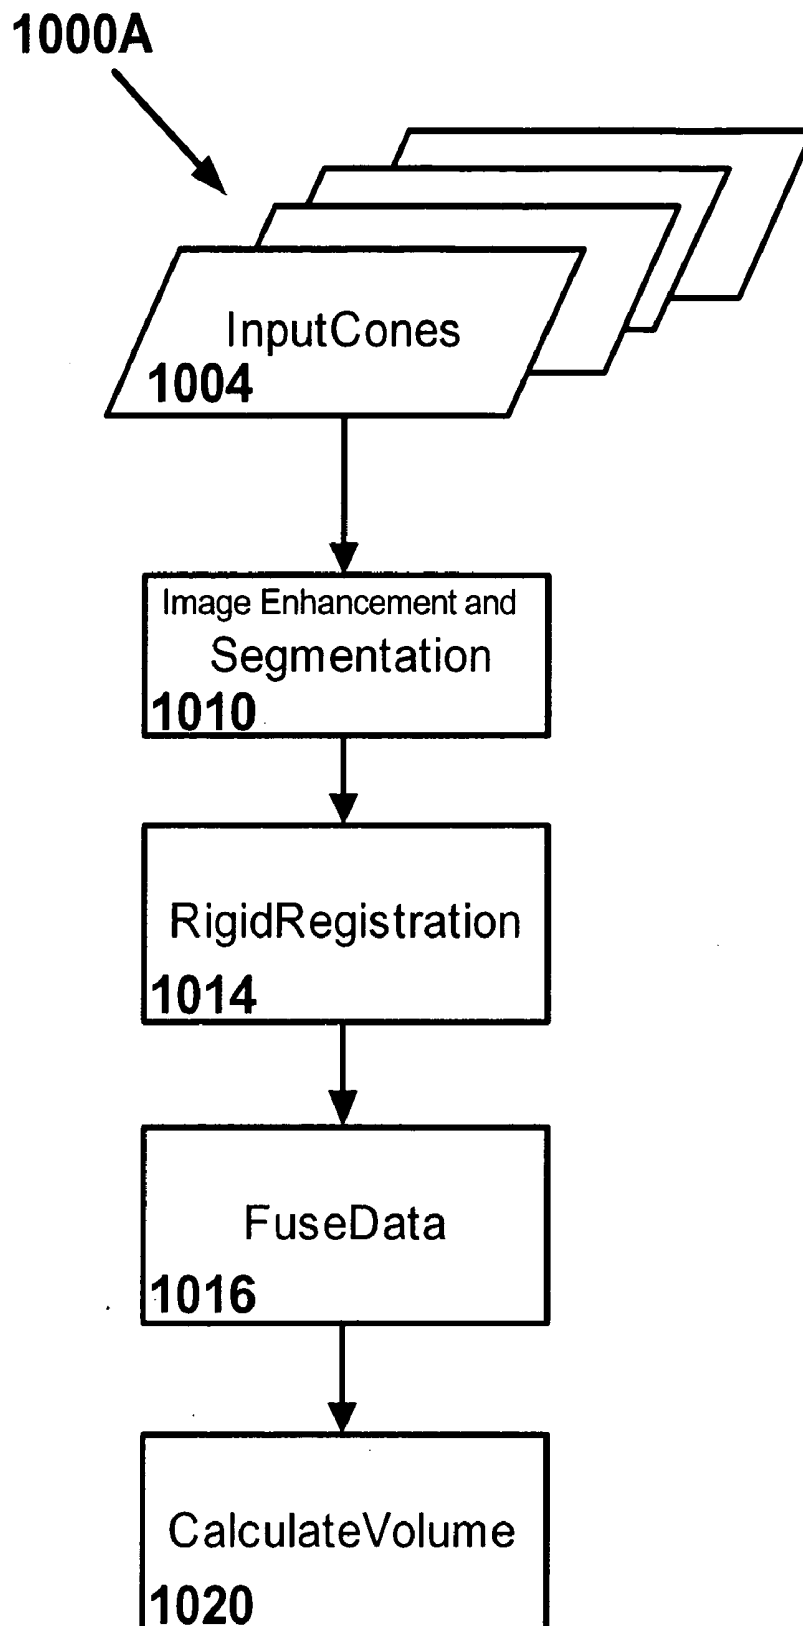 1000A
InputCones
1004
Image Enhancement and
Segmentation
1010
RigidRegistration
1014
FuseData
1016
CalculateVolume
1020